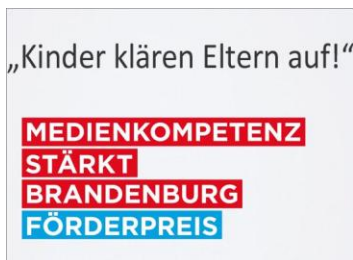 „Kinder klären Eltern auf!“
MEDIENKOMPETENZ
STÄRKT
BRANDENBURG
FÖRDERPREIS